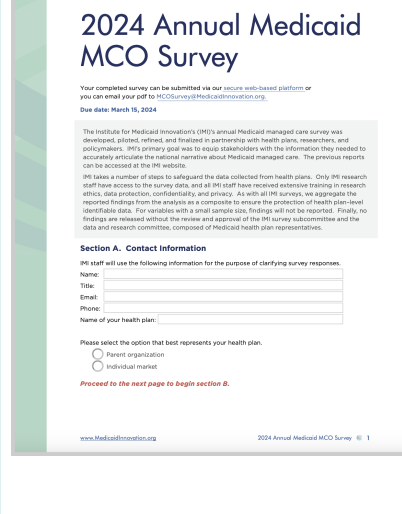 2024 Annual Medicaid
MCO Survey
Your completed survey can be submitted via our secure web-based platform or
you can email your pdf to MCOSurvey@MedicaidInnovation.org.
Due date: March 15, 2024
The Institute for Medicaid Innovation's (IMI)'s annual Medicaid managed care survey was
developed, piloted, refined, and finalized in partnership with health plans, researchers, and
policymakers. IMI's primary goal was to equip stakeholders with the information they needed to
accurately articulate the national narrative about Medicaid managed care. The previous reports
can be accessed at the IMI website.
IMI takes a number of steps to safeguard the data collected from health plans. Only IMI research
staff have access to the survey data, and all IMI staff have received extensive training in research
ethics, data protection, confidentiality, and privacy. As with all IMI surveys, we aggregate the
reported findings from the analysis as a composite to ensure the protection of health plan–level
identifiable data. For variables with a small sample size, findings will not be reported. Finally, no
findings are released without the review and approval of the IMI survey subcommittee and the
data and research committee, composed of Medicaid health plan representatives.
Section A. Contact Information
IMI staff will use the following information for the purpose of clarifying survey responses.
Name:
Title:
Email:
Phone:
Name of your health plan:
Please select the option that best represents your health plan.
Parent organization
Individual market
Proceed to the next page to begin section B.
www.MedicaidInnovation.org
2024 Annual Medicaid MCO Survey 1